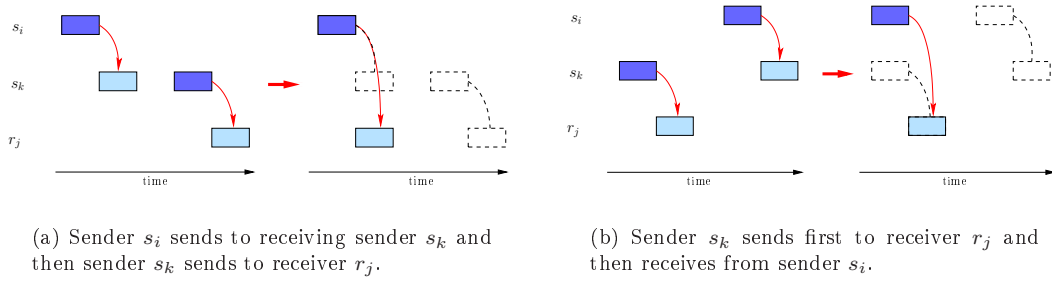 s_i
s_k
r_j
time
time
s_i
s_k
r_j
time
time
(a) Sender s_i sends to receiving sender s_k and
then sender s_k sends to receiver r_j.
(b) Sender s_k sends first to receiver r_j and
then receives from sender s_i.